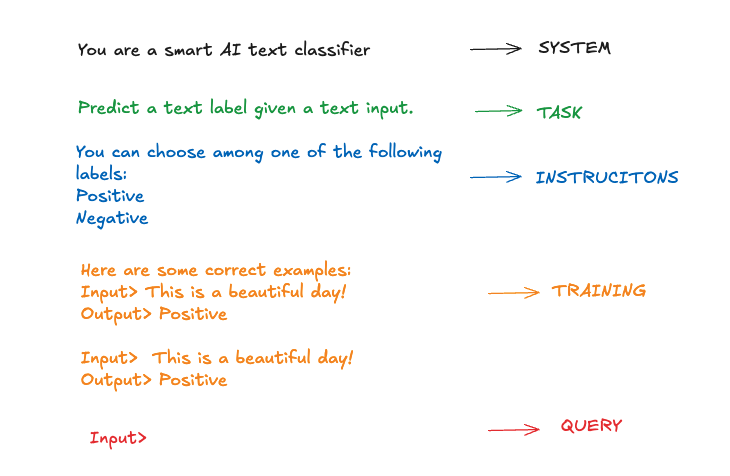 You are a smart AI text classifier → SYSTEM
Predict a text label given a text input. → TASK
You can choose among one of the following
labels: → INSTRUCITONS
Positive
Negative
Here are some correct examples:
Input> This is a beautiful day! → TRAINING
Output> Positive
Input> This is a beautiful day!
Output> Positive
Input> → QUERY